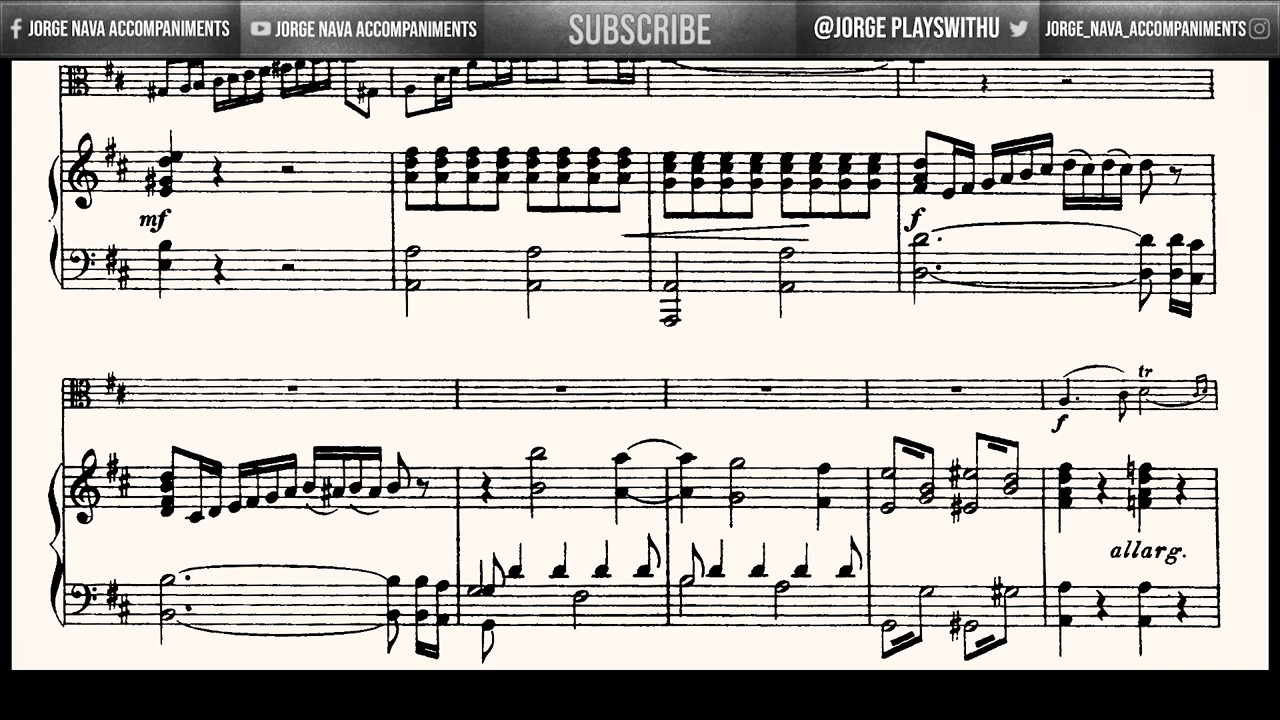 JORGE NAVA ACCOMPANIMENTS JORGE NAVA ACCOMPANIMENTS SUBSCRIBE @JORGE PLAYSWITHU JORGE_NAVA_ACCOMPANIMENTS
mf
f
tr
f
allarg.